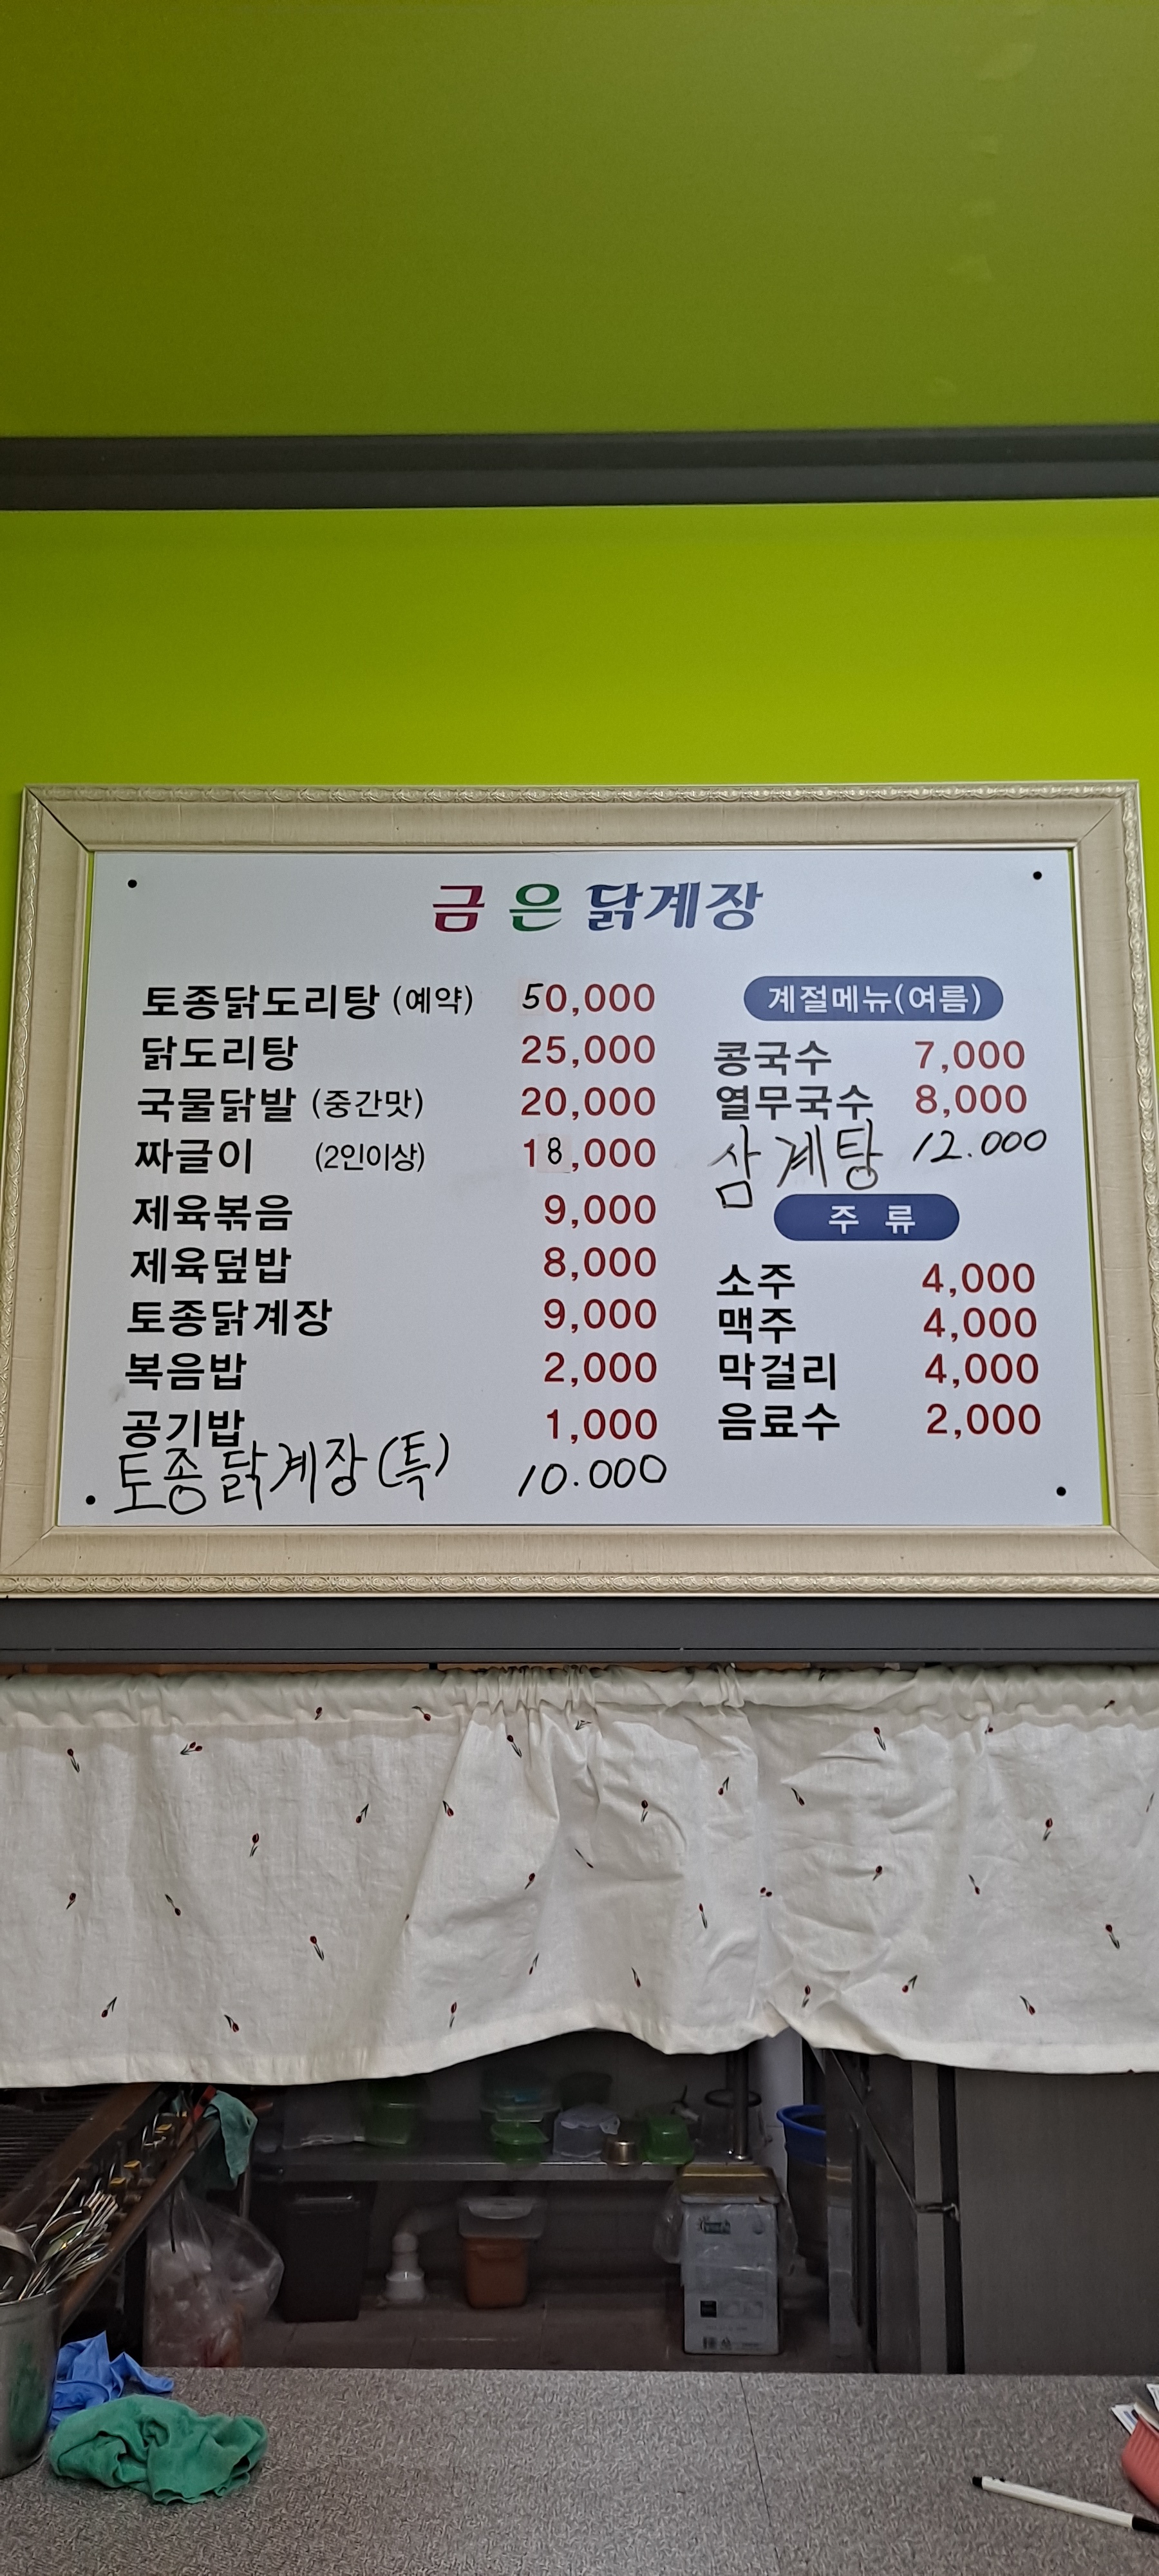 금은닭계장
토종닭도리탕 (예약) 50,000
닭도리탕 25,000
국물닭발 (중간맛) 20,000
짜글이 (2인이상) 18,000
제육볶음 9,000
제육덮밥 8,000
토종닭계장 9,000
복음밥 2,000
공기밥 1,000
토종닭계장(특) 10.000
계절메뉴(여름)
콩국수 7,000
열무국수 8,000
삼계탕 12.000
주 류
소주 4,000
맥주 4,000
막걸리 4,000
음료수 2,000